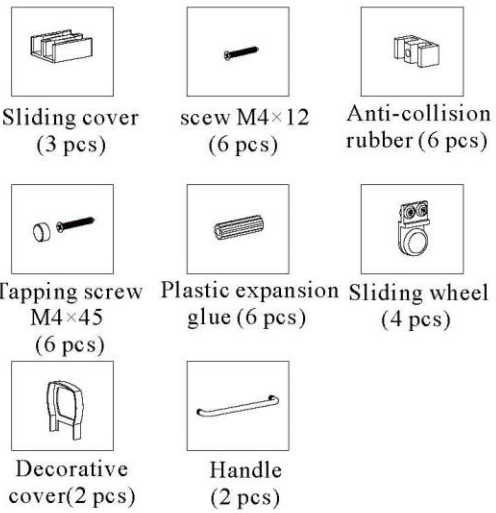 Sliding cover
(3 pcs)
scew M4×12
(6 pcs)
Anti-collision
rubber (6 pcs)
Tapping screw
M4×45
(6 pcs)
Plastic expansion
glue (6 pcs)
Sliding wheel
(4 pcs)
Decorative
cover(2 pcs)
Handle
(2 pcs)